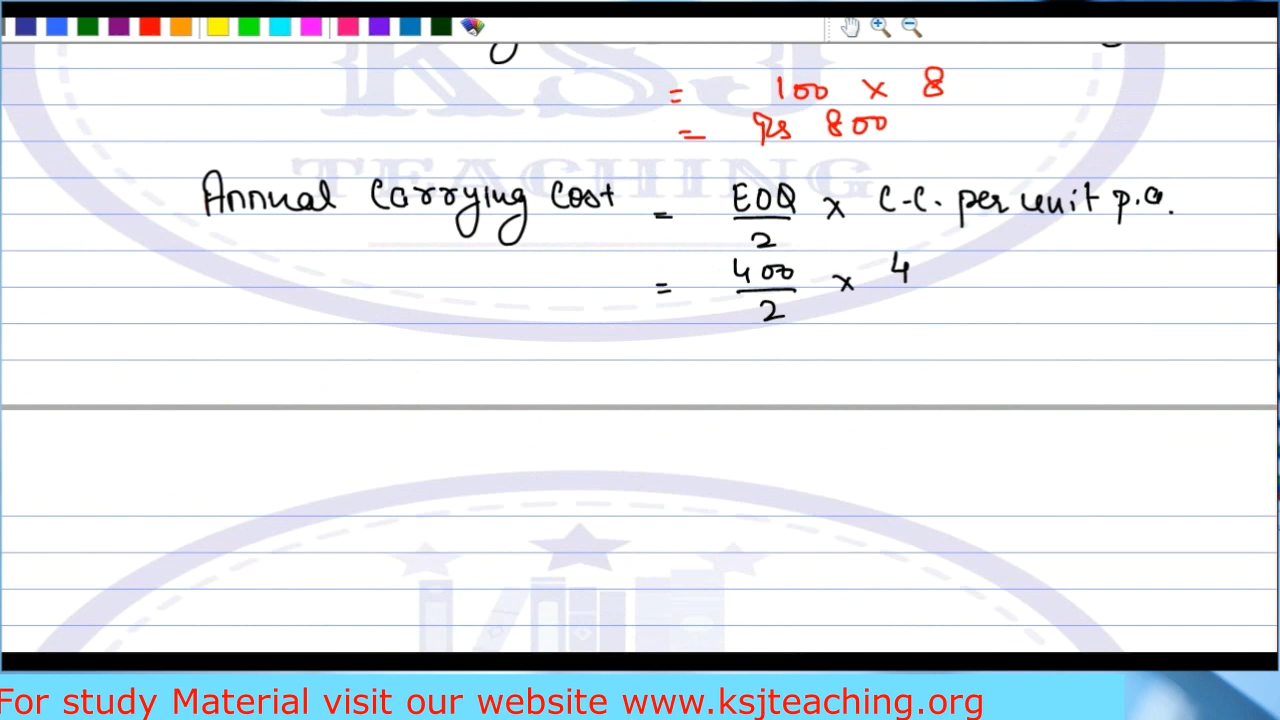 = 100 × 8
= Rs 800
TEACHING
Annual Carrying Cost = EOQ/2 × C.C. per unit p.a.
= 400/2 × 4
For study Material visit our website www.ksjteaching.org